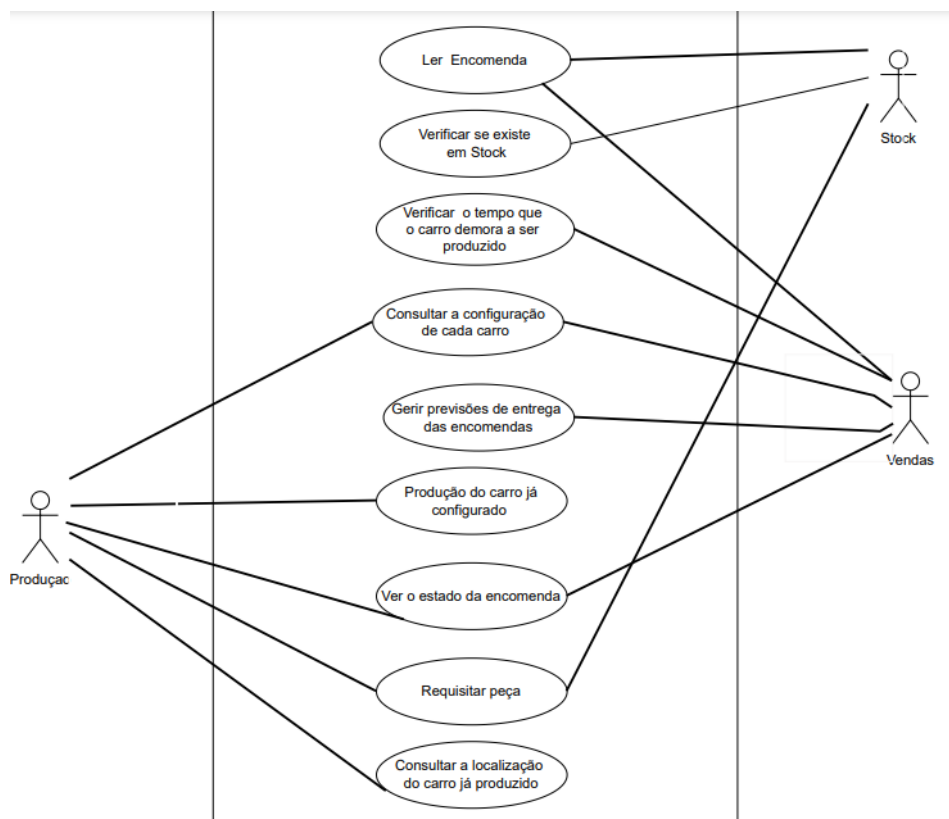 Ler Encomenda
Stock
Verificar se existe
em Stock
Verificar o tempo que
o carro demora a ser
produzido
Consultar a configuração
de cada carro
Gerir previsões de entrega
das encomendas
Vendas
Produção do carro já
configurado
Produçac
Ver o estado da encomenda
Requisitar peça
Consultar a localização
do carro já produzido